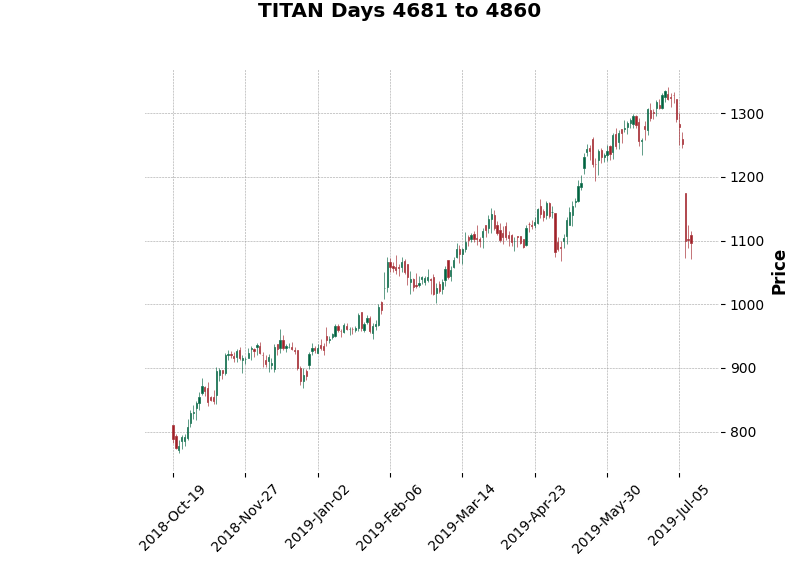 TITAN Days 4681 to 4860
1300
1200
1100
1000
900
800
Price
2018-Oct-19
2018-Nov-27
2019-Jan-02
2019-Feb-06
2019-Mar-14
2019-Apr-23
2019-May-30
2019-Jul-05